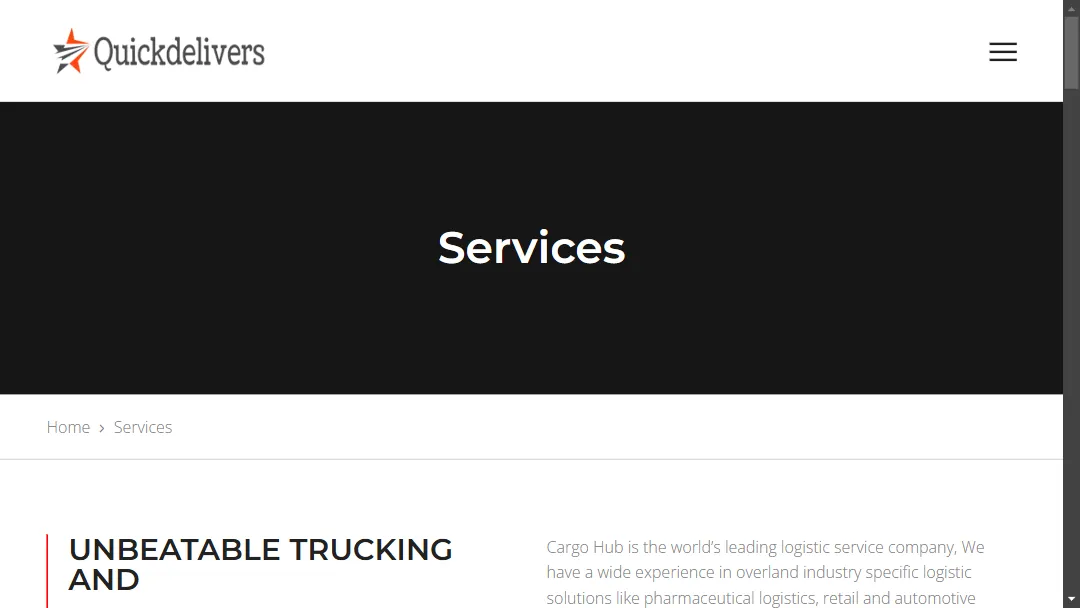 Quickdelivers
Services
Home › Services
UNBEATABLE TRUCKING
AND
Cargo Hub is the world’s leading logistic service company, We
have a wide experience in overland industry specific logistic
solutions like pharmaceutical logistics, retail and automotive